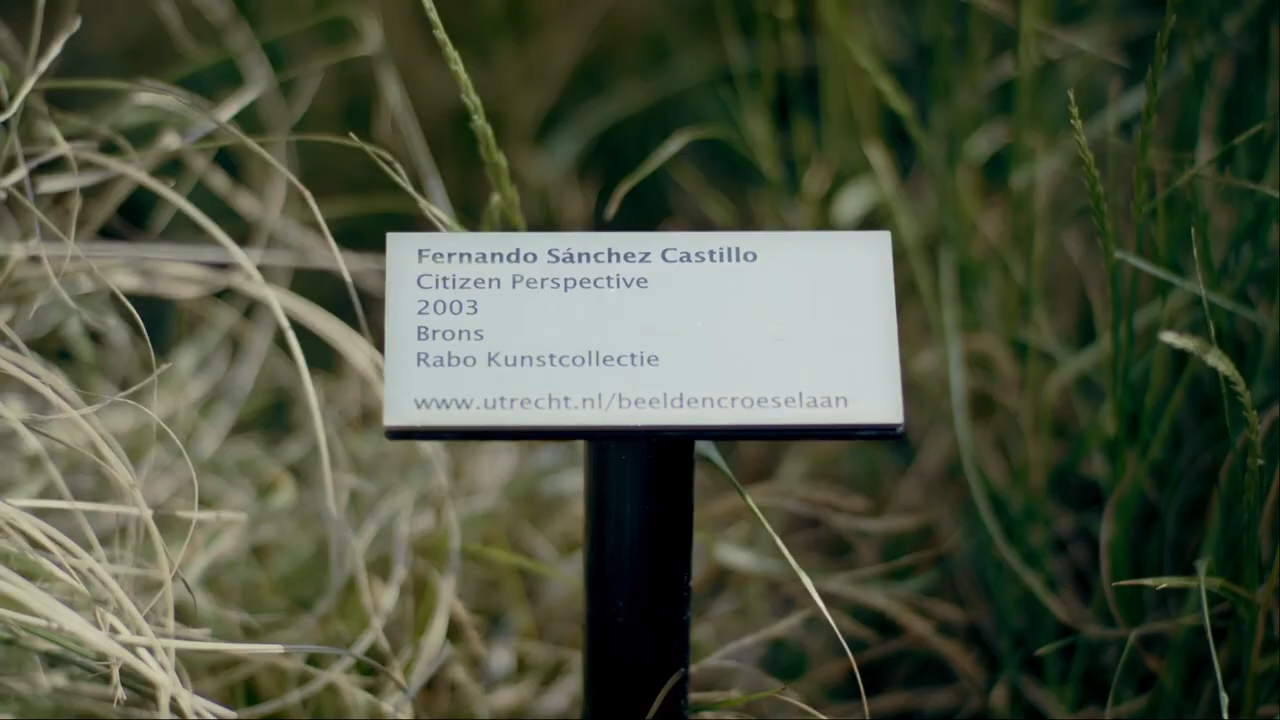 Fernando Sánchez Castillo
Citizen Perspective
2003
Brons
Rabo Kunstcollectie
www.utrecht.nl/beeldencroeselaan